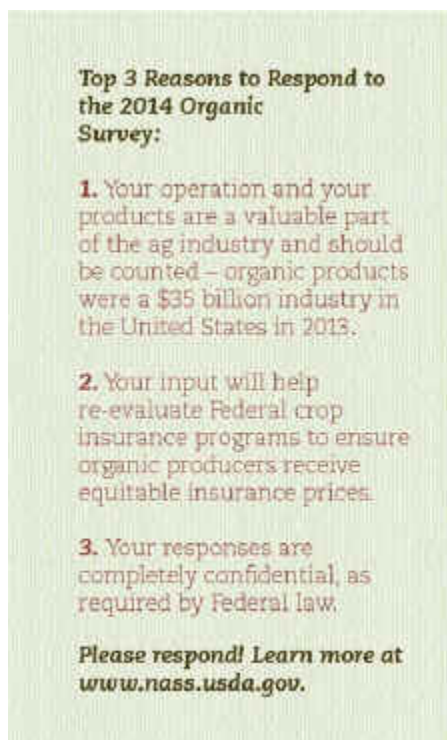 Top 3 Reasons to Respond to
the 2014 Organic
Survey:
1. Your operation and your
products are a valuable part
of the ag industry and should
be counted – organic products
were a $35 billion industry in
the United States in 2013.
2. Your input will help
re-evaluate Federal crop
insurance programs to ensure
organic producers receive
equitable insurance prices.
3. Your responses are
completely confidential, as
required by Federal law.
Please respond! Learn more at
www.nass.usda.gov.